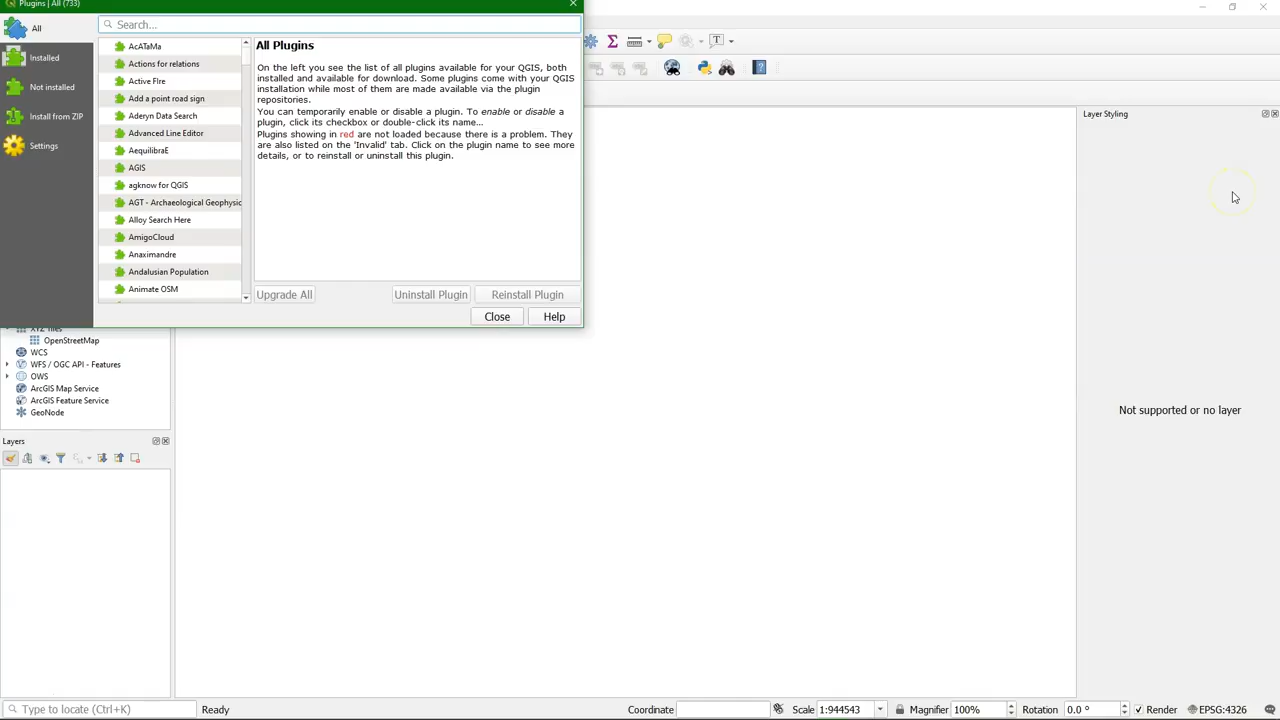 Plugins | All (733)
Search...
All
Installed
Not installed
Install from ZIP
Settings
AcATaMa
Actions for relations
Active FIre
Add a point road sign
Aderyn Data Search
Advanced Line Editor
AequilibraE
AGIS
agknow for QGIS
AGT - Archaeological Geophysic
Alloy Search Here
AmigoCloud
Anaximandre
Andalusian Population
Animate OSM
All Plugins
On the left you see the list of all plugins available for your QGIS, both
installed and available for download. Some plugins come with your QGIS
installation while most of them are made available via the plugin
repositories.
You can temporarily enable or disable a plugin. To enable or disable a
plugin, click its checkbox or double-click its name...
Plugins showing in red are not loaded because there is a problem. They
are also listed on the 'Invalid' tab. Click on the plugin name to see more
details, or to reinstall or uninstall this plugin.
Upgrade All
Uninstall Plugin
Reinstall Plugin
Close
Help
XYZ Tiles
OpenStreetMap
WCS
WFS / OGC API - Features
OWS
ArcGIS Map Service
ArcGIS Feature Service
GeoNode
Layers
Layer Styling
Not supported or no layer
Type to locate (Ctrl+K)
Ready
Coordinate
Scale 1:944543
Magnifier 100%
Rotation 0.0 °
Render
EPSG:4326